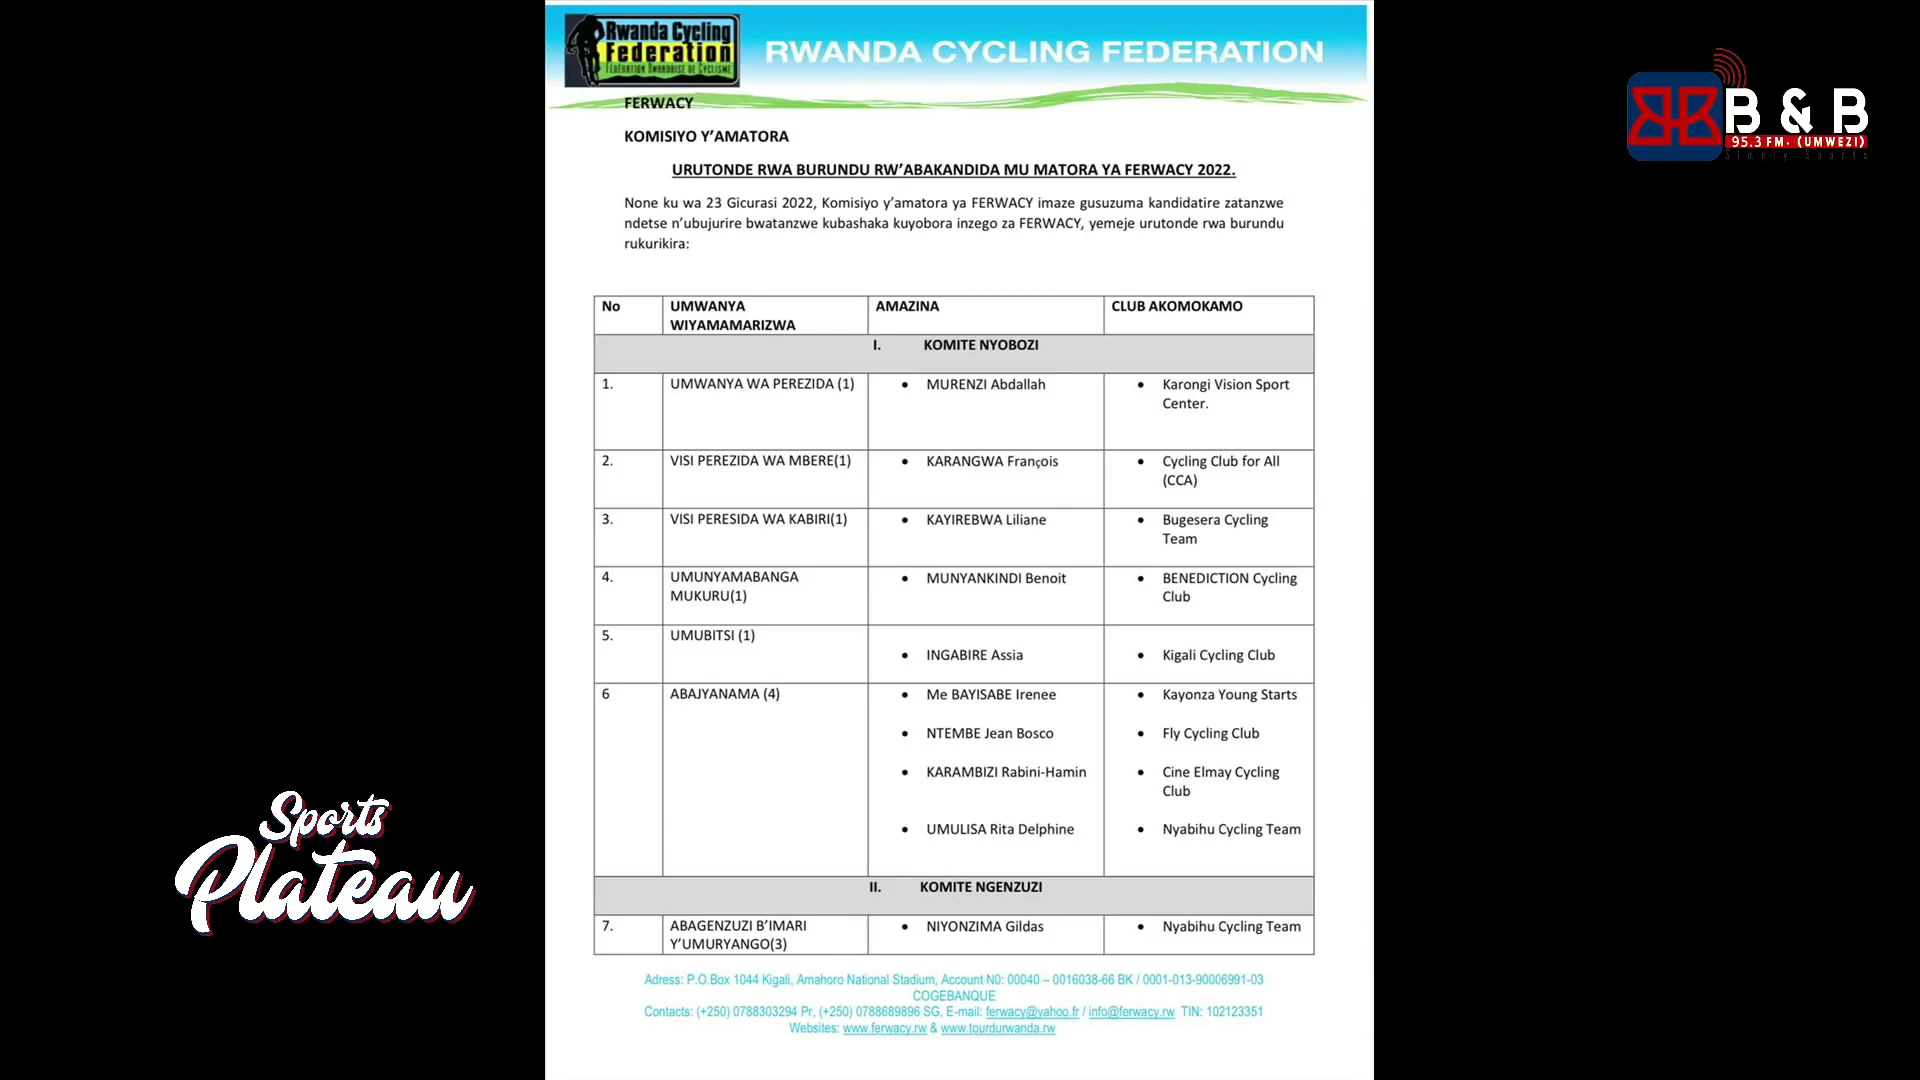 Rwanda Cycling
Federation
FÉDÉRATION RWANDAISE DE CYCLISME
RWANDA CYCLING FEDERATION
B & B
95.3 FM. (UMWEZI)
Simply Sports
FERWACY
KOMISIYO Y’AMATORA
URUTONDE RWA BURUNDU RW’ABAKANDIDA MU MATORA YA FERWACY 2022.
None ku wa 23 Gicurasi 2022, Komisiyo y’amatora ya FERWACY imaze gusuzuma kandidatire zatanzwe
ndetse n’ubujurire bwatanzwe kubashaka kuyobora inzego za FERWACY, yemeje urutonde rwa burundu
rukurikira:
No UMWANYA WIYAMAMARIZWA AMAZINA CLUB AKOMOKAMO
I. KOMITE NYOBOZI
1. UMWANYA WA PEREZIDA (1) • MURENZI Abdallah • Karongi Vision Sport
Center.
2. VISI PEREZIDA WA MBERE(1) • KARANGWA François • Cycling Club for All
(CCA)
3. VISI PERESIDA WA KABIRI(1) • KAYIREBWA Liliane • Bugesera Cycling
Team
4. UMUNYAMABANGA • MUNYANKINDI Benoit • BENEDICTION Cycling
MUKURU(1) Club
5. UMUBITSI (1)
• INGABIRE Assia • Kigali Cycling Club
6 ABAJYANAMA (4) • Me BAYISABE Irenee • Kayonza Young Starts
• NTEMBE Jean Bosco • Fly Cycling Club
• KARAMBIZI Rabini-Hamin • Cine Elmay Cycling
Club
• UMULISA Rita Delphine • Nyabihu Cycling Team
II. KOMITE NGENZUZI
7. ABAGENZUZI B’IMARI • NIYONZIMA Gildas • Nyabihu Cycling Team
Y’UMURYANGO(3)
Adress: P.O.Box 1044 Kigali, Amahoro National Stadium, Account N0: 00040 – 0016038-66 BK / 0001-013-90006991-03
COGEBANQUE
Contacts: (+250) 0788303294 Pr, (+250) 0788689896 SG, E-mail: ferwacy@yahoo.fr / info@ferwacy.rw TIN: 102123351
Websites: www.ferwacy.rw & www.tourdurwanda.rw
Sports
Plateau